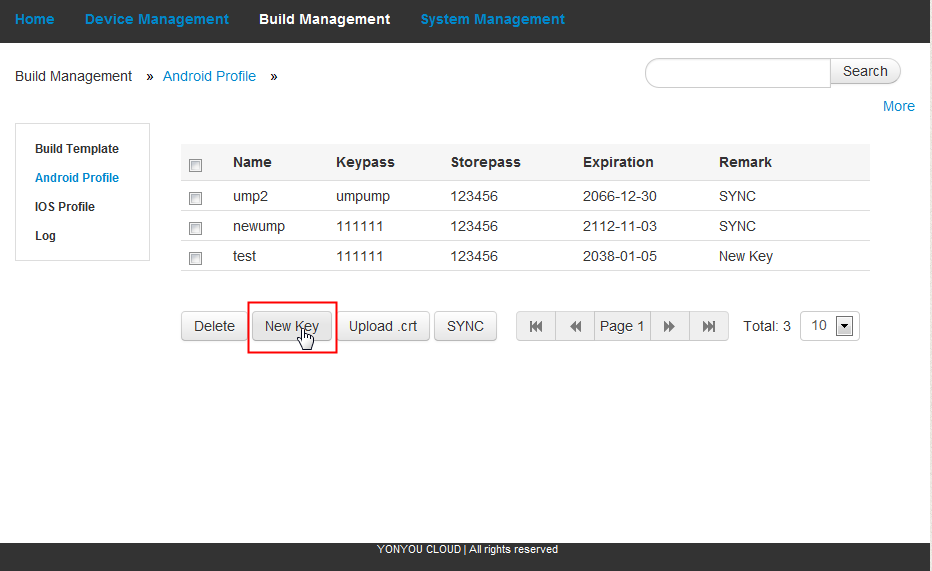 Home Device Management Build Management System Management
Build Management » Android Profile »
Search
More
Build Template
Android Profile
IOS Profile
Log
Name Keypass Storepass Expiration Remark
ump2 umpump 123456 2066-12-30 SYNC
newump 111111 123456 2112-11-03 SYNC
test 111111 123456 2038-01-05 New Key
Delete New Key Upload .crt SYNC Page 1 Total: 3 10
YONYOU CLOUD | All rights reserved